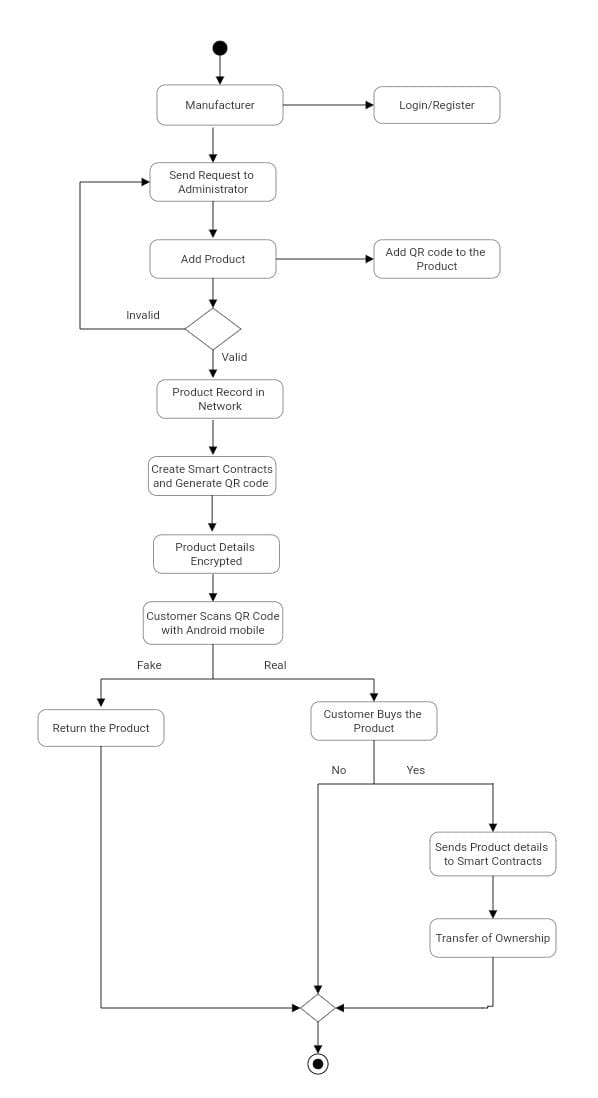 Manufacturer
Login/Register
Send Request to
Administrator
Add Product
Add QR code to the
Product
Invalid
Valid
Product Record in
Network
Create Smart Contracts
and Generate QR code
Product Details
Encrypted
Customer Scans QR Code
with Android mobile
Fake
Real
Return the Product
Customer Buys the
Product
No
Yes
Sends Product details
to Smart Contracts
Transfer of Ownership